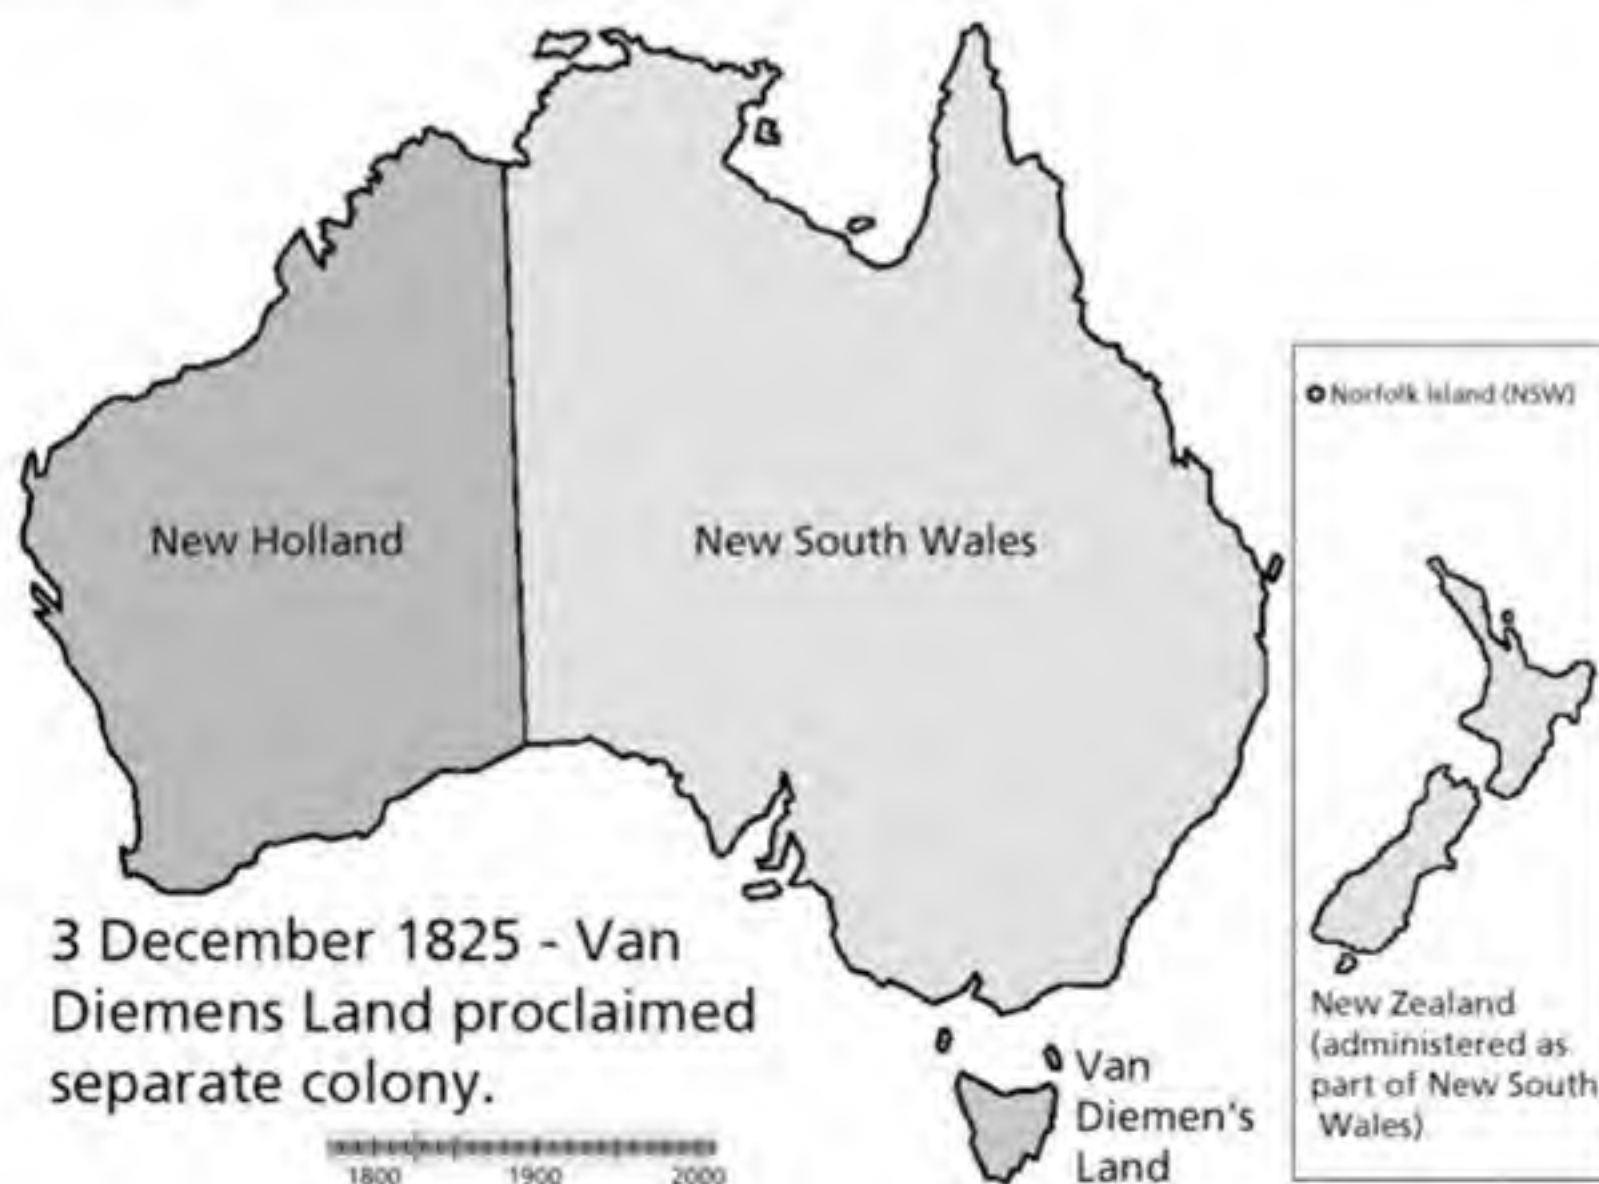 New Holland
New South Wales
Norfolk Island (NSW)
3 December 1825 - Van
Diemens Land proclaimed
separate colony.
Van
Diemen's
Land
New Zealand
(administered as
part of New South
Wales)
1800 1900 2000